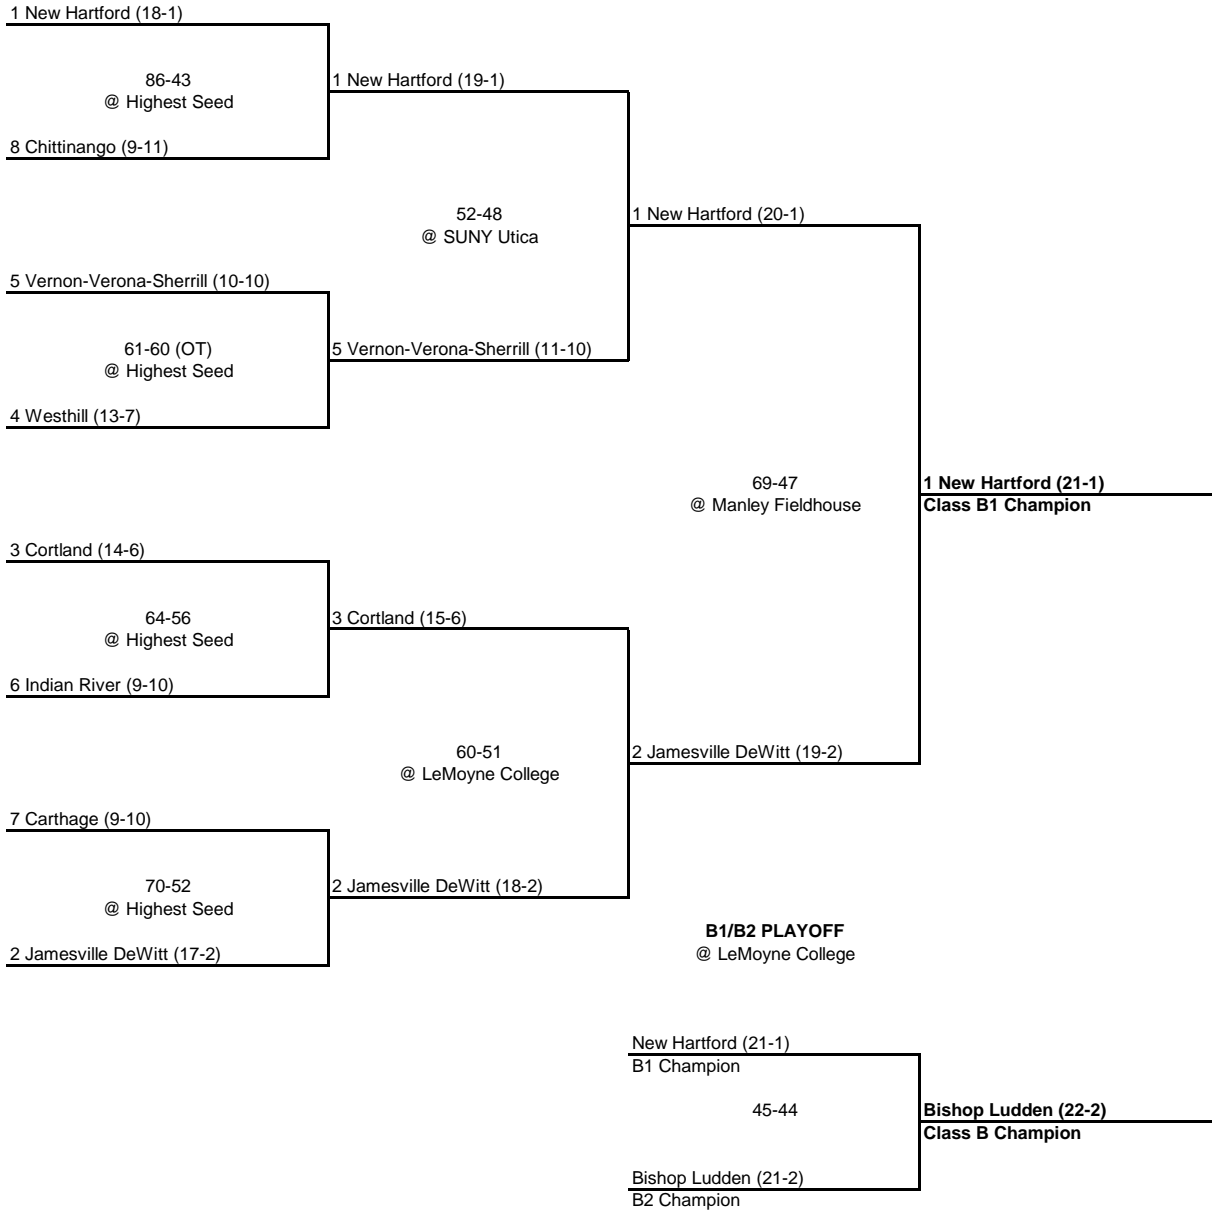 1 New Hartford (18-1)
86-43
@ Highest Seed
1 New Hartford (19-1)
8 Chittinango (9-11)
52-48
@ SUNY Utica
1 New Hartford (20-1)
5 Vernon-Verona-Sherrill (10-10)
61-60 (OT)
@ Highest Seed
5 Vernon-Verona-Sherrill (11-10)
4 Westhill (13-7)
69-47
@ Manley Fieldhouse
1 New Hartford (21-1)
Class B1 Champion
3 Cortland (14-6)
64-56
@ Highest Seed
3 Cortland (15-6)
6 Indian River (9-10)
60-51
@ LeMoyne College
2 Jamesville DeWitt (19-2)
7 Carthage (9-10)
70-52
@ Highest Seed
2 Jamesville DeWitt (18-2)
2 Jamesville DeWitt (17-2)
B1/B2 PLAYOFF
@ LeMoyne College
New Hartford (21-1)
B1 Champion
45-44
Bishop Ludden (22-2)
Class B Champion
Bishop Ludden (21-2)
B2 Champion